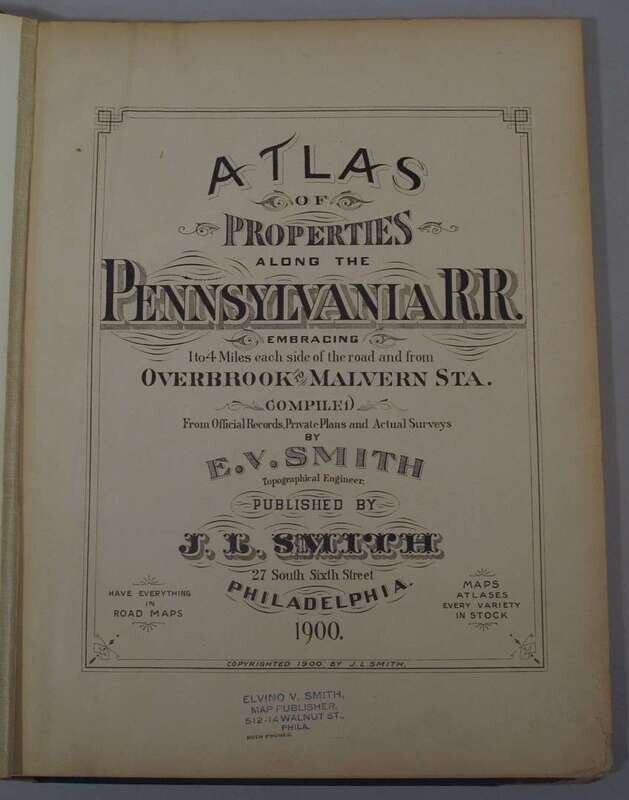 ATLAS
OF
PROPERTIES
ALONG THE
PENNSYLVANIA R.R.
EMBRACING
1 to 4 Miles each side of the road and from
OVERBROOK TO MALVERN STA.
COMPILED
From Official Records, Private Plans and Actual Surveys
BY
E. V. SMITH
Topographical Engineer.
PUBLISHED BY
J. L. SMITH
27 South Sixth Street
PHILADELPHIA.
1900.
HAVE EVERYTHING
IN
ROAD MAPS
MAPS
ATLASES
EVERY VARIETY
IN STOCK
COPYRIGHTED 1900 BY J.L.SMITH.
ELVINO V. SMITH,
MAP PUBLISHER,
512-14 WALNUT ST.,
PHILA.
BOTH PHONES.